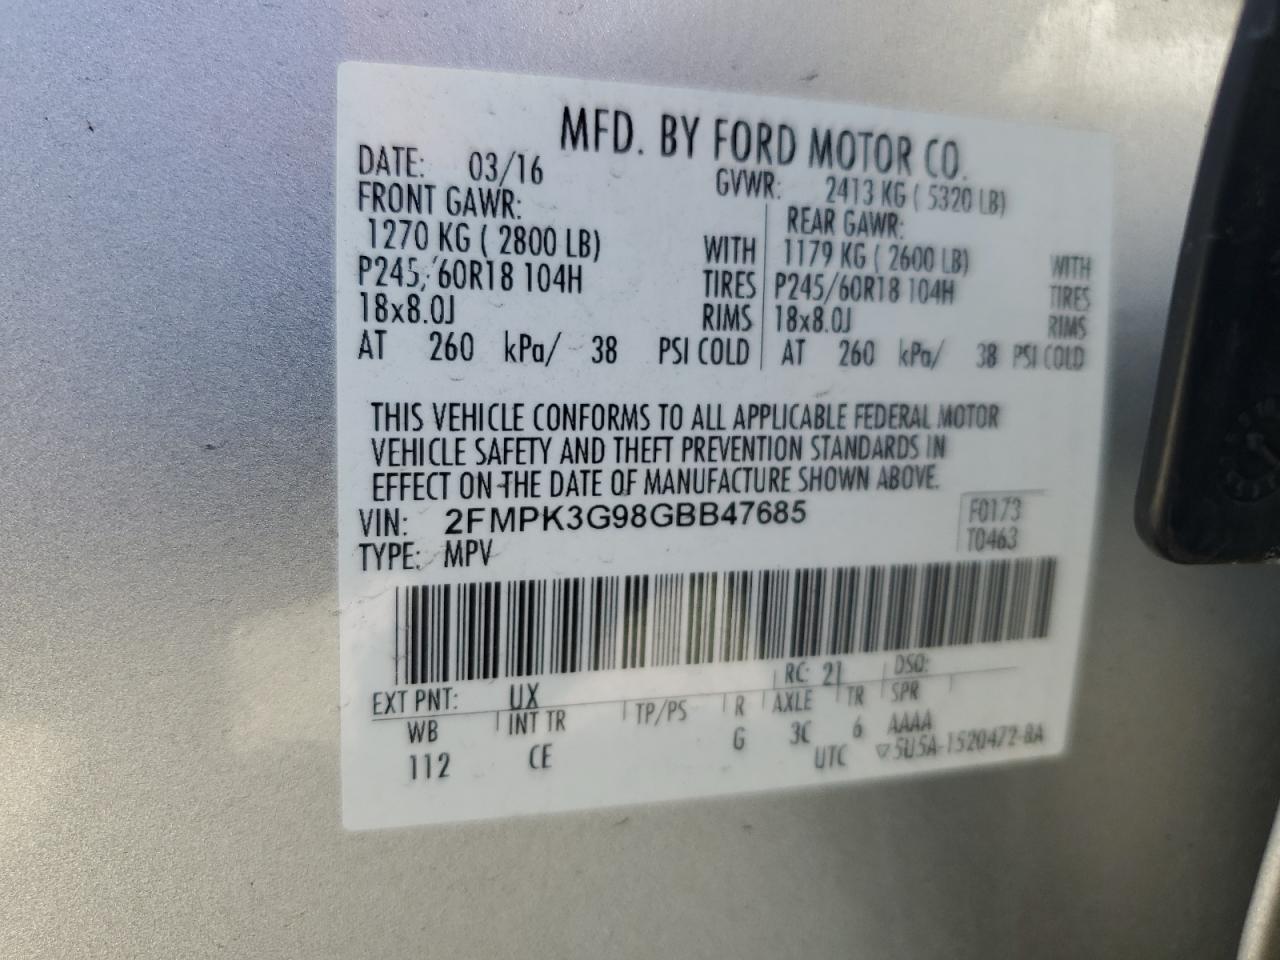 MFD. BY FORD MOTOR CO.
DATE: 03/16 GVWR: 2413 KG ( 5320 LB)
FRONT GAWR: REAR GAWR:
1270 KG ( 2800 LB) WITH 1179 KG ( 2600 LB) WITH
P245/60R18 104H TIRES P245/60R18 104H TIRES
18x8.0J RIMS 18x8.0J RIMS
AT 260 kPa/ 38 PSI COLD AT 260 kPa/ 38 PSI COLD
THIS VEHICLE CONFORMS TO ALL APPLICABLE FEDERAL MOTOR
VEHICLE SAFETY AND THEFT PREVENTION STANDARDS IN
EFFECT ON THE DATE OF MANUFACTURE SHOWN ABOVE.
VIN: 2FMPK3G98GBB47685 F0173
TYPE: MPV T0463
EXT PNT: UX RC: 21 DSO:
WB INT TR TP/PS R AXLE TR SPR
112 CE G 3C 6 AAAA
UTC ▽5U5A-1520472-BA